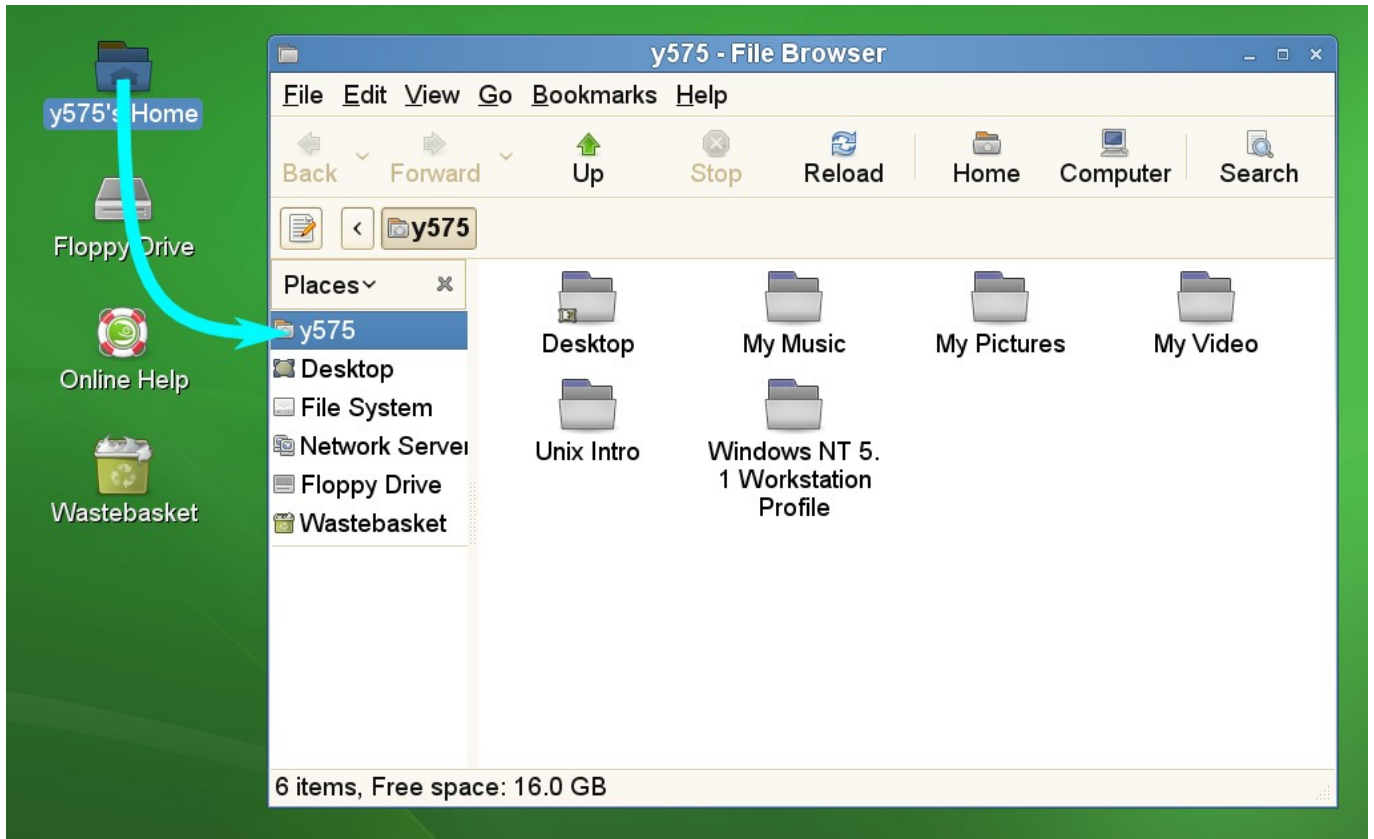 y575's Home
Floppy Drive
Online Help
Wastebasket
y575 - File Browser
File Edit View Go Bookmarks Help
Back Forward Up Stop Reload Home Computer Search
y575
Places
y575
Desktop
File System
Network Server
Floppy Drive
Wastebasket
Desktop My Music My Pictures My Video
Unix Intro
Windows NT 5.
1 Workstation
Profile
6 items, Free space: 16.0 GB